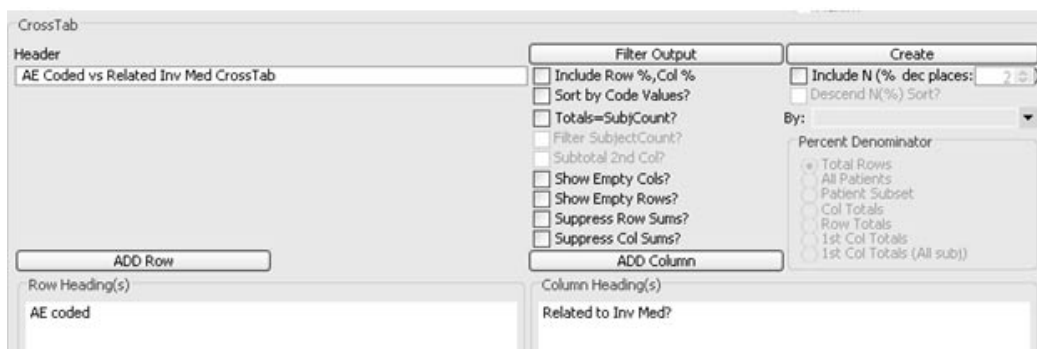 CrossTab
Header
AE Coded vs Related Inv Med CrossTab
Filter Output
Include Row %,Col %
Sort by Code Values?
Totals=SubjCount?
Filter SubjectCount?
Subtotal 2nd Col?
Show Empty Cols?
Show Empty Rows?
Suppress Row Sums?
Suppress Col Sums?
Create
Include N (% dec places: 2 )
Descend N(%) Sort?
By:
Percent Denominator
Total Rows
All Patients
Patient Subset
Col Totals
Row Totals
1st Col Totals
1st Col Totals (All subj)
ADD Row
ADD Column
Row Heading(s)
AE coded
Column Heading(s)
Related to Inv Med?